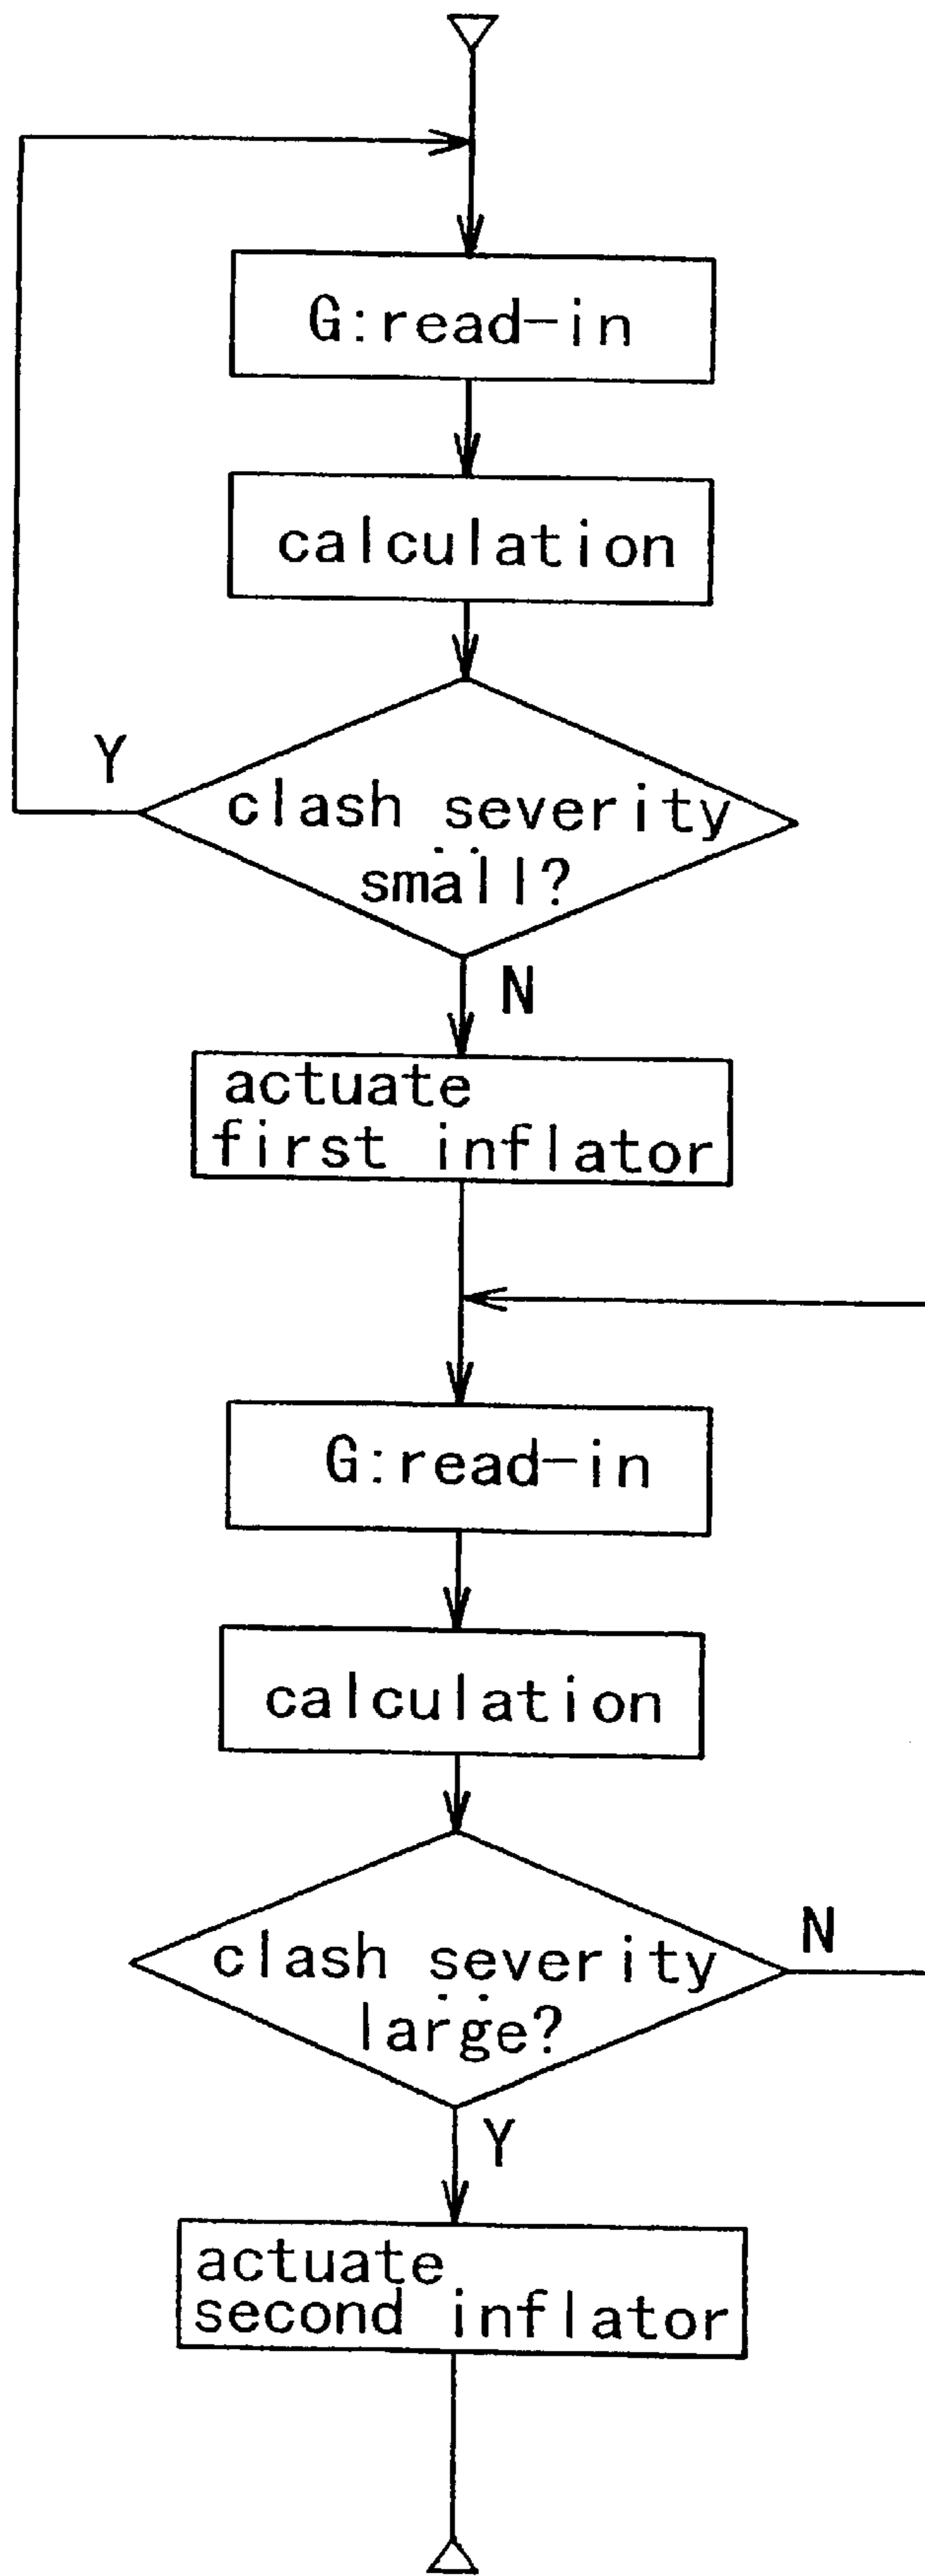 G:read-in
calculation
Y
clash severity
small?
N
actuate
first inflator
G:read-in
calculation
N
clash severity
large?
Y
actuate
second inflator